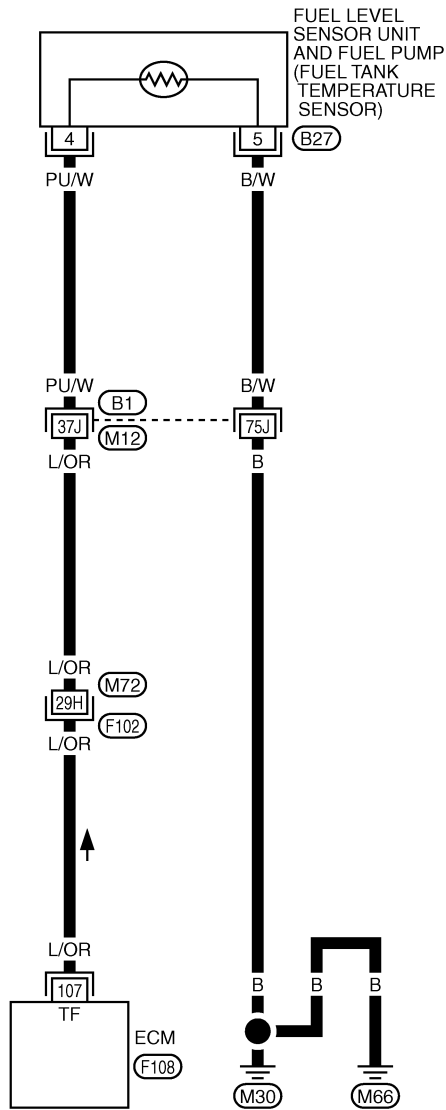 FUEL LEVEL
SENSOR UNIT
AND FUEL PUMP
(FUEL TANK
TEMPERATURE
SENSOR)
4
5
B27
PU/W
B/W
PU/W
B/W
B1
37J
75J
M12
L/OR
B
L/OR
M72
29H
F102
L/OR
L/OR
B
B
B
107
TF
ECM
F108
M30
M66